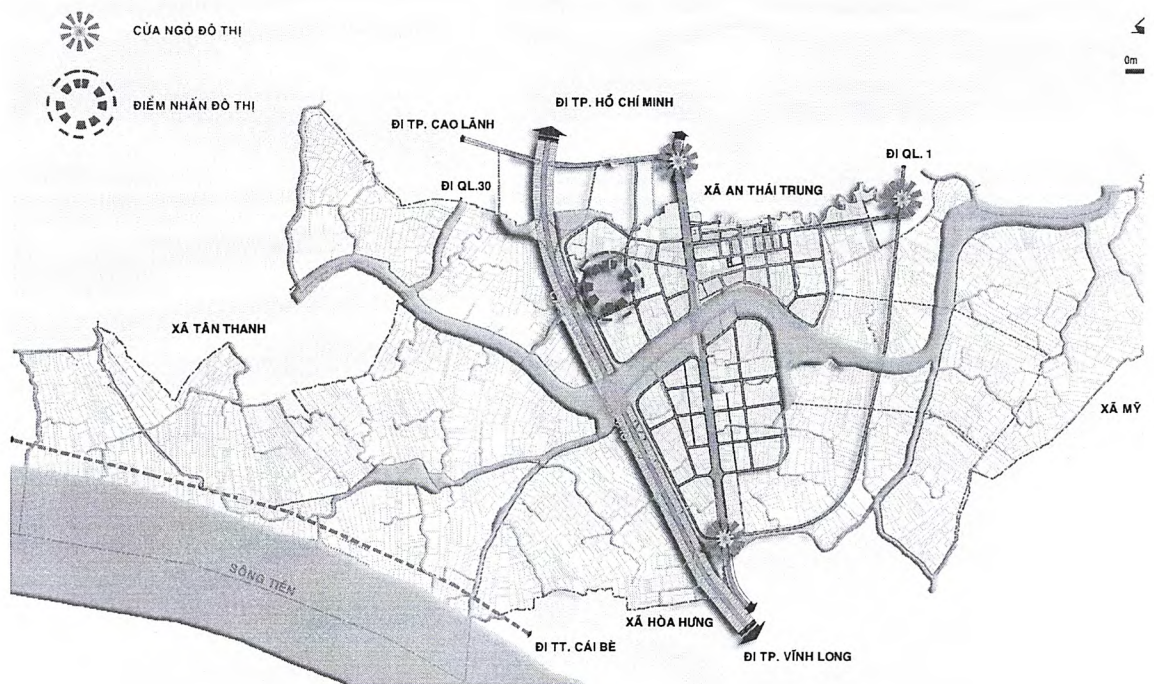 CỬA NGỎ ĐÔ THỊ
0m
ĐIỂM NHẤN ĐÔ THỊ
ĐI TP. HỒ CHÍ MINH
ĐI TP. CAO LÃNH
ĐI QL. 1
ĐI QL.30
XÃ AN THÁI TRUNG
XÃ TÂN THANH
XÃ MỸ
SÔNG TIỀN
XÃ HÒA HƯNG
ĐI TT. CÁI BÈ
ĐI TP. VĨNH LONG